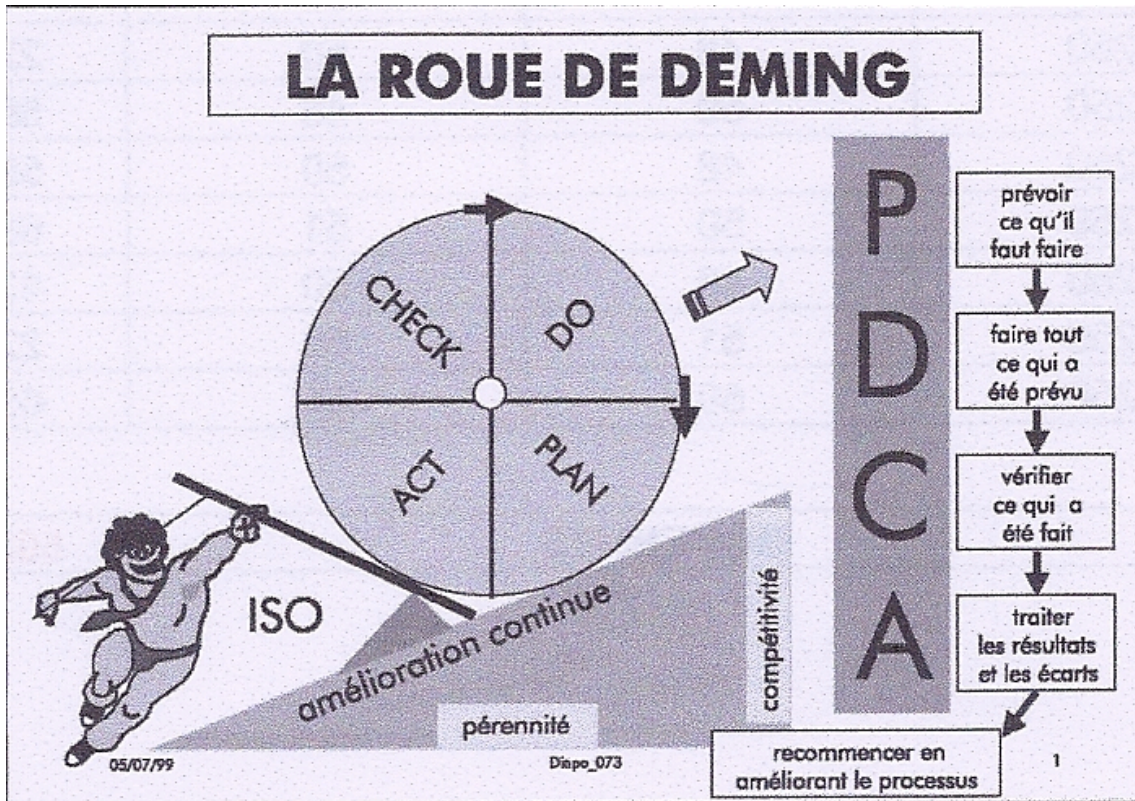 LA ROUE DE DEMING
CHECK
DO
ACT
PLAN
ISO
amélioration continue
pérennité
compétitivité
P
D
C
A
prévoir
ce qu'il
faut faire
faire tout
ce qui a
été prévu
vérifier
ce qui a
été fait
traiter
les résultats
et les écarts
recommencer en
améliorant le processus
05/07/99
Diapo_073
1